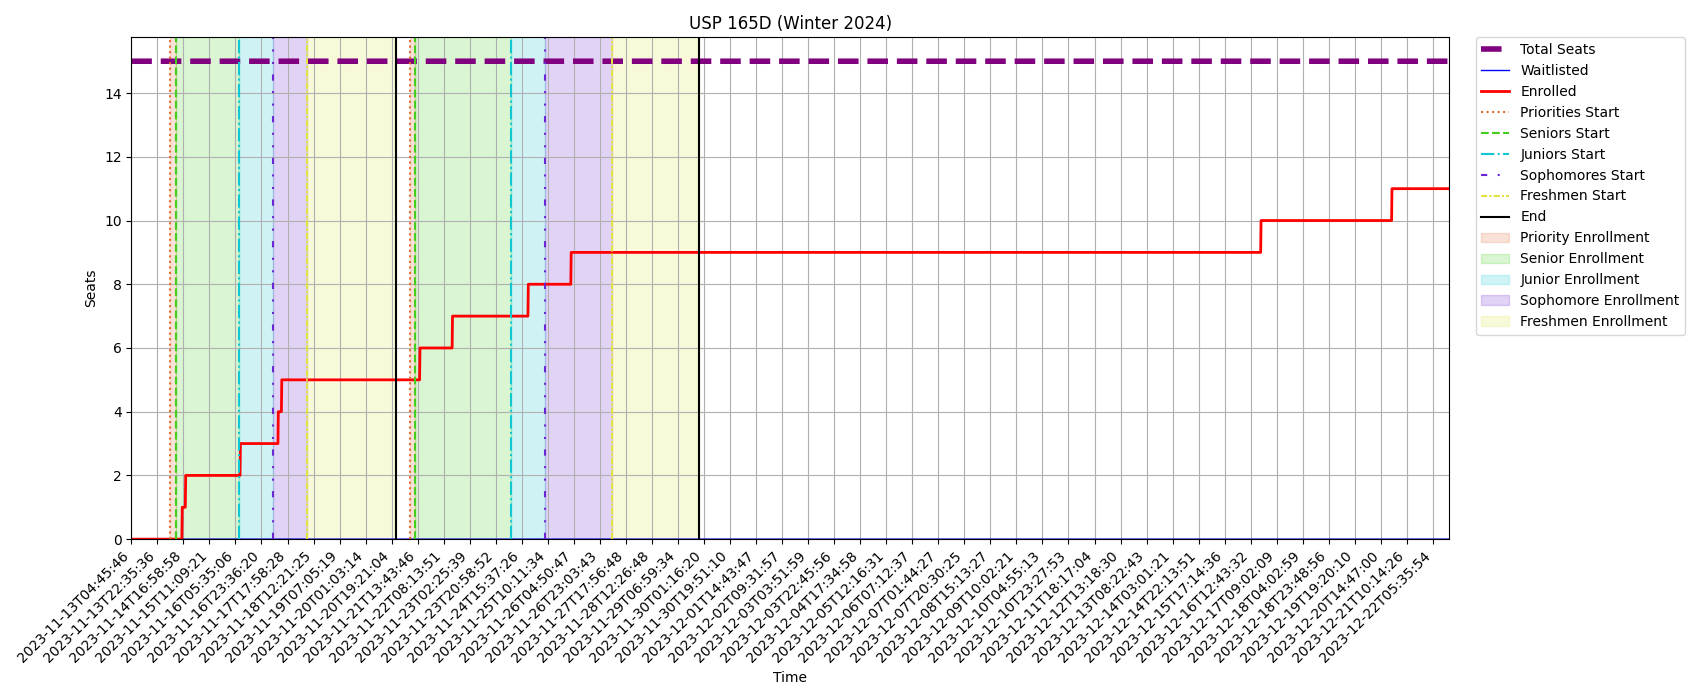 USP 165D (Winter 2024)
Seats
14
12
10
8
6
4
2
0
2023-11-13T04:45:46
2023-11-13T22:35:36
2023-11-14T16:58:58
2023-11-15T11:09:21
2023-11-16T05:35:06
2023-11-16T23:36:20
2023-11-17T17:58:28
2023-11-18T12:21:25
2023-11-19T07:05:19
2023-11-20T01:03:14
2023-11-20T19:21:04
2023-11-21T13:43:46
2023-11-22T08:13:51
2023-11-23T02:25:39
2023-11-23T20:58:52
2023-11-24T15:37:26
2023-11-25T10:11:34
2023-11-26T04:50:47
2023-11-26T23:03:43
2023-11-27T17:56:48
2023-11-28T12:26:48
2023-11-29T06:59:34
2023-11-30T01:16:20
2023-11-30T19:51:10
2023-12-01T14:43:47
2023-12-02T09:31:57
2023-12-03T03:51:59
2023-12-03T22:45:56
2023-12-04T17:34:58
2023-12-05T12:16:31
2023-12-06T07:12:37
2023-12-07T01:44:27
2023-12-07T20:30:25
2023-12-08T15:13:27
2023-12-09T10:02:21
2023-12-10T04:55:13
2023-12-10T23:27:53
2023-12-11T18:17:04
2023-12-12T13:18:30
2023-12-13T08:22:43
2023-12-14T03:01:21
2023-12-14T22:13:51
2023-12-15T17:14:36
2023-12-16T12:43:32
2023-12-17T09:02:09
2023-12-18T04:02:59
2023-12-18T23:48:56
2023-12-19T19:20:10
2023-12-20T14:47:00
2023-12-21T10:14:26
2023-12-22T05:35:54
Time
Total Seats
Waitlisted
Enrolled
Priorities Start
Seniors Start
Juniors Start
Sophomores Start
Freshmen Start
End
Priority Enrollment
Senior Enrollment
Junior Enrollment
Sophomore Enrollment
Freshmen Enrollment